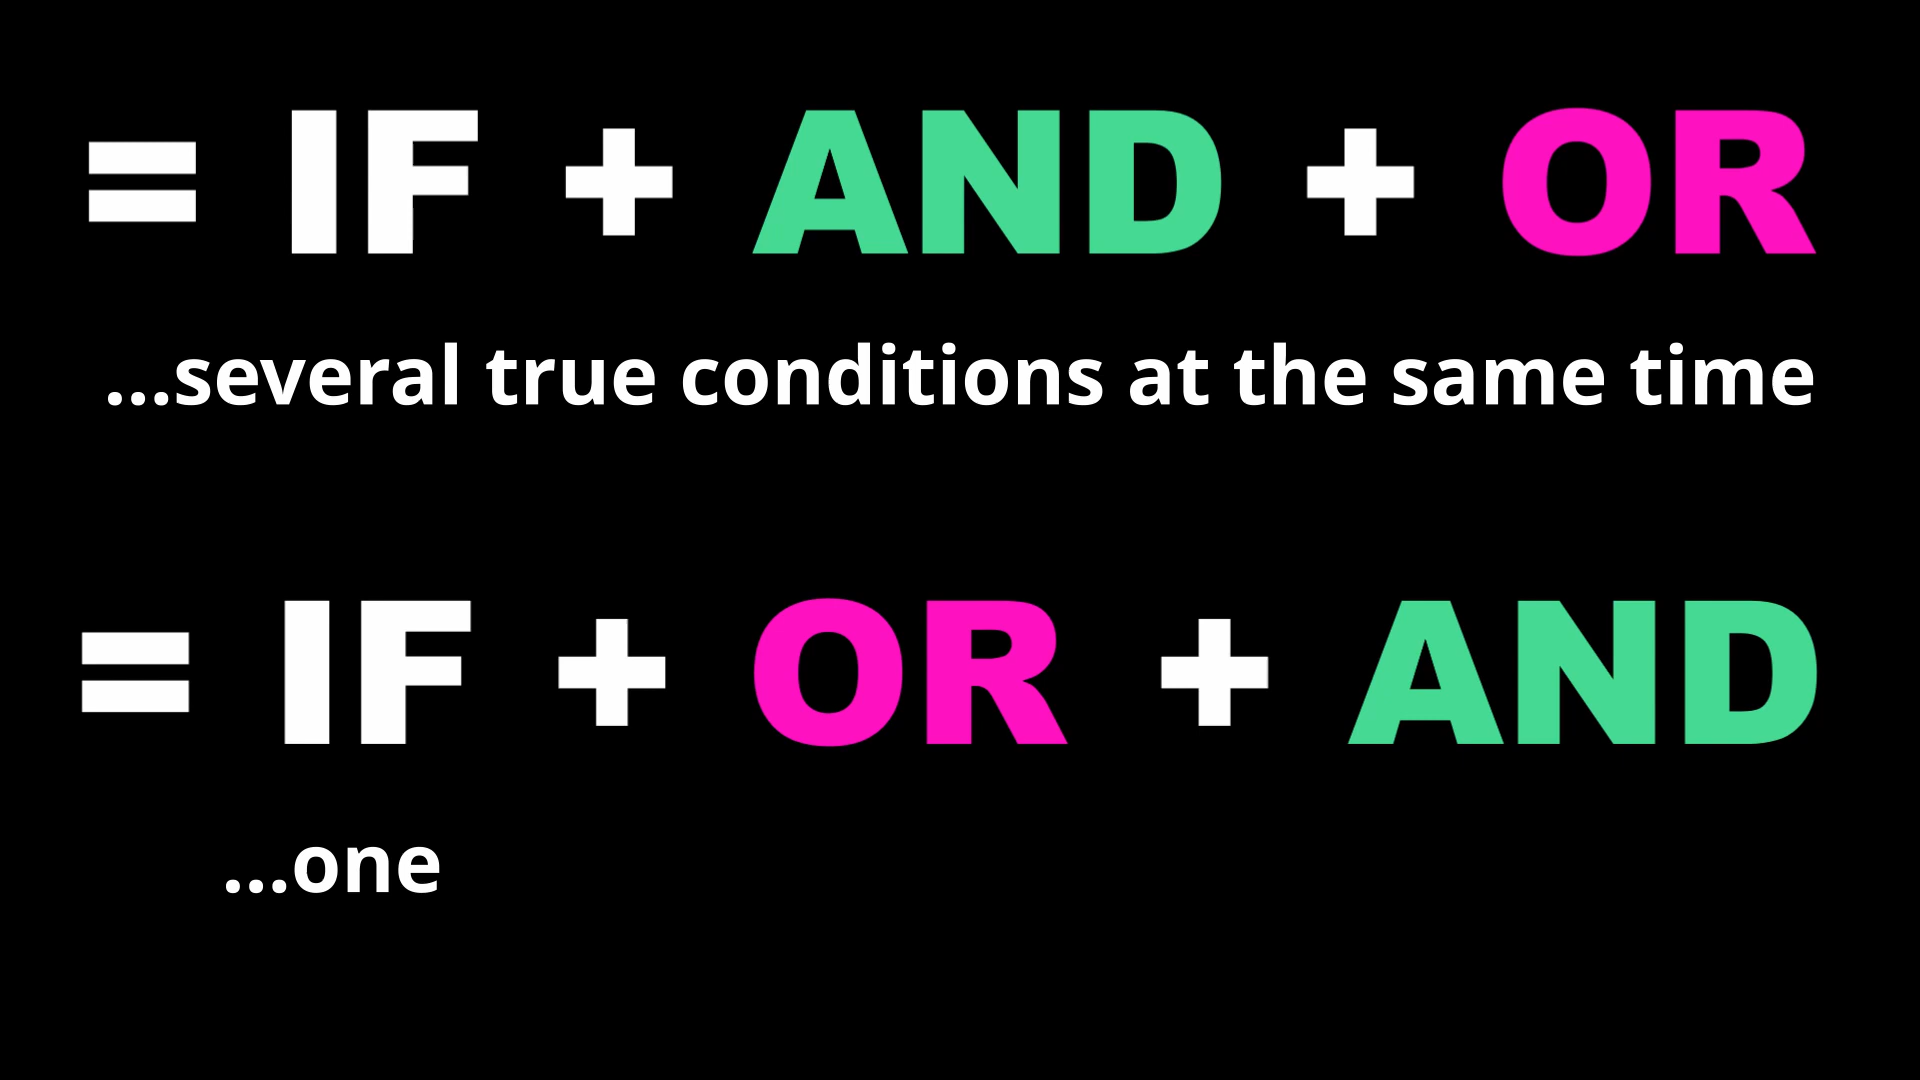 = IF + AND + OR
...several true conditions at the same time
= IF + OR + AND
...one